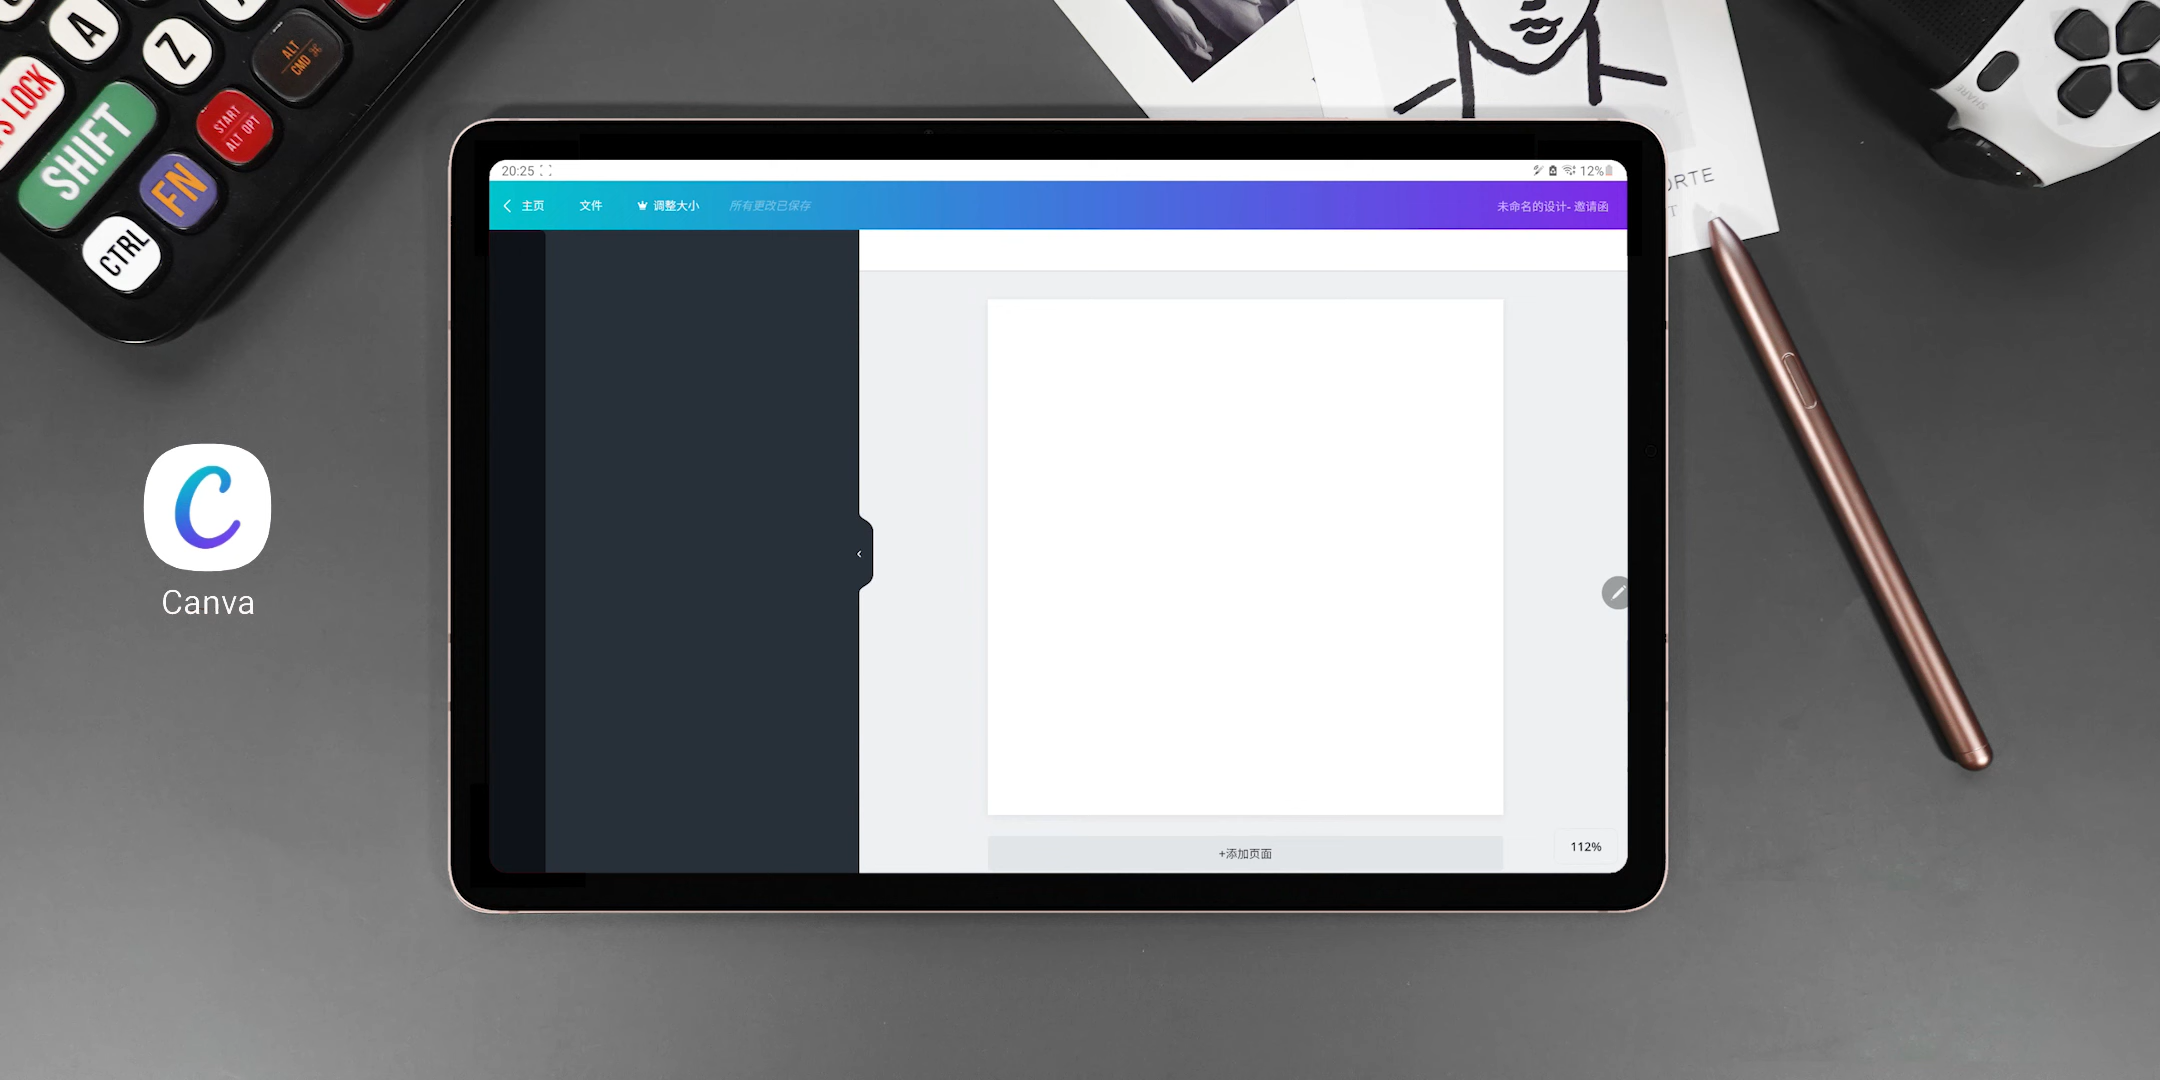 A
Z
ALT
CMD ⌘
LOCK
SHIFT
START
ALT OPT
FN
CTRL
SHARE
ORTE
T
20:25
12%
主页
文件
调整大小
所有更改已保存
未命名的设计- 邀请函
Canva
+添加页面
112%